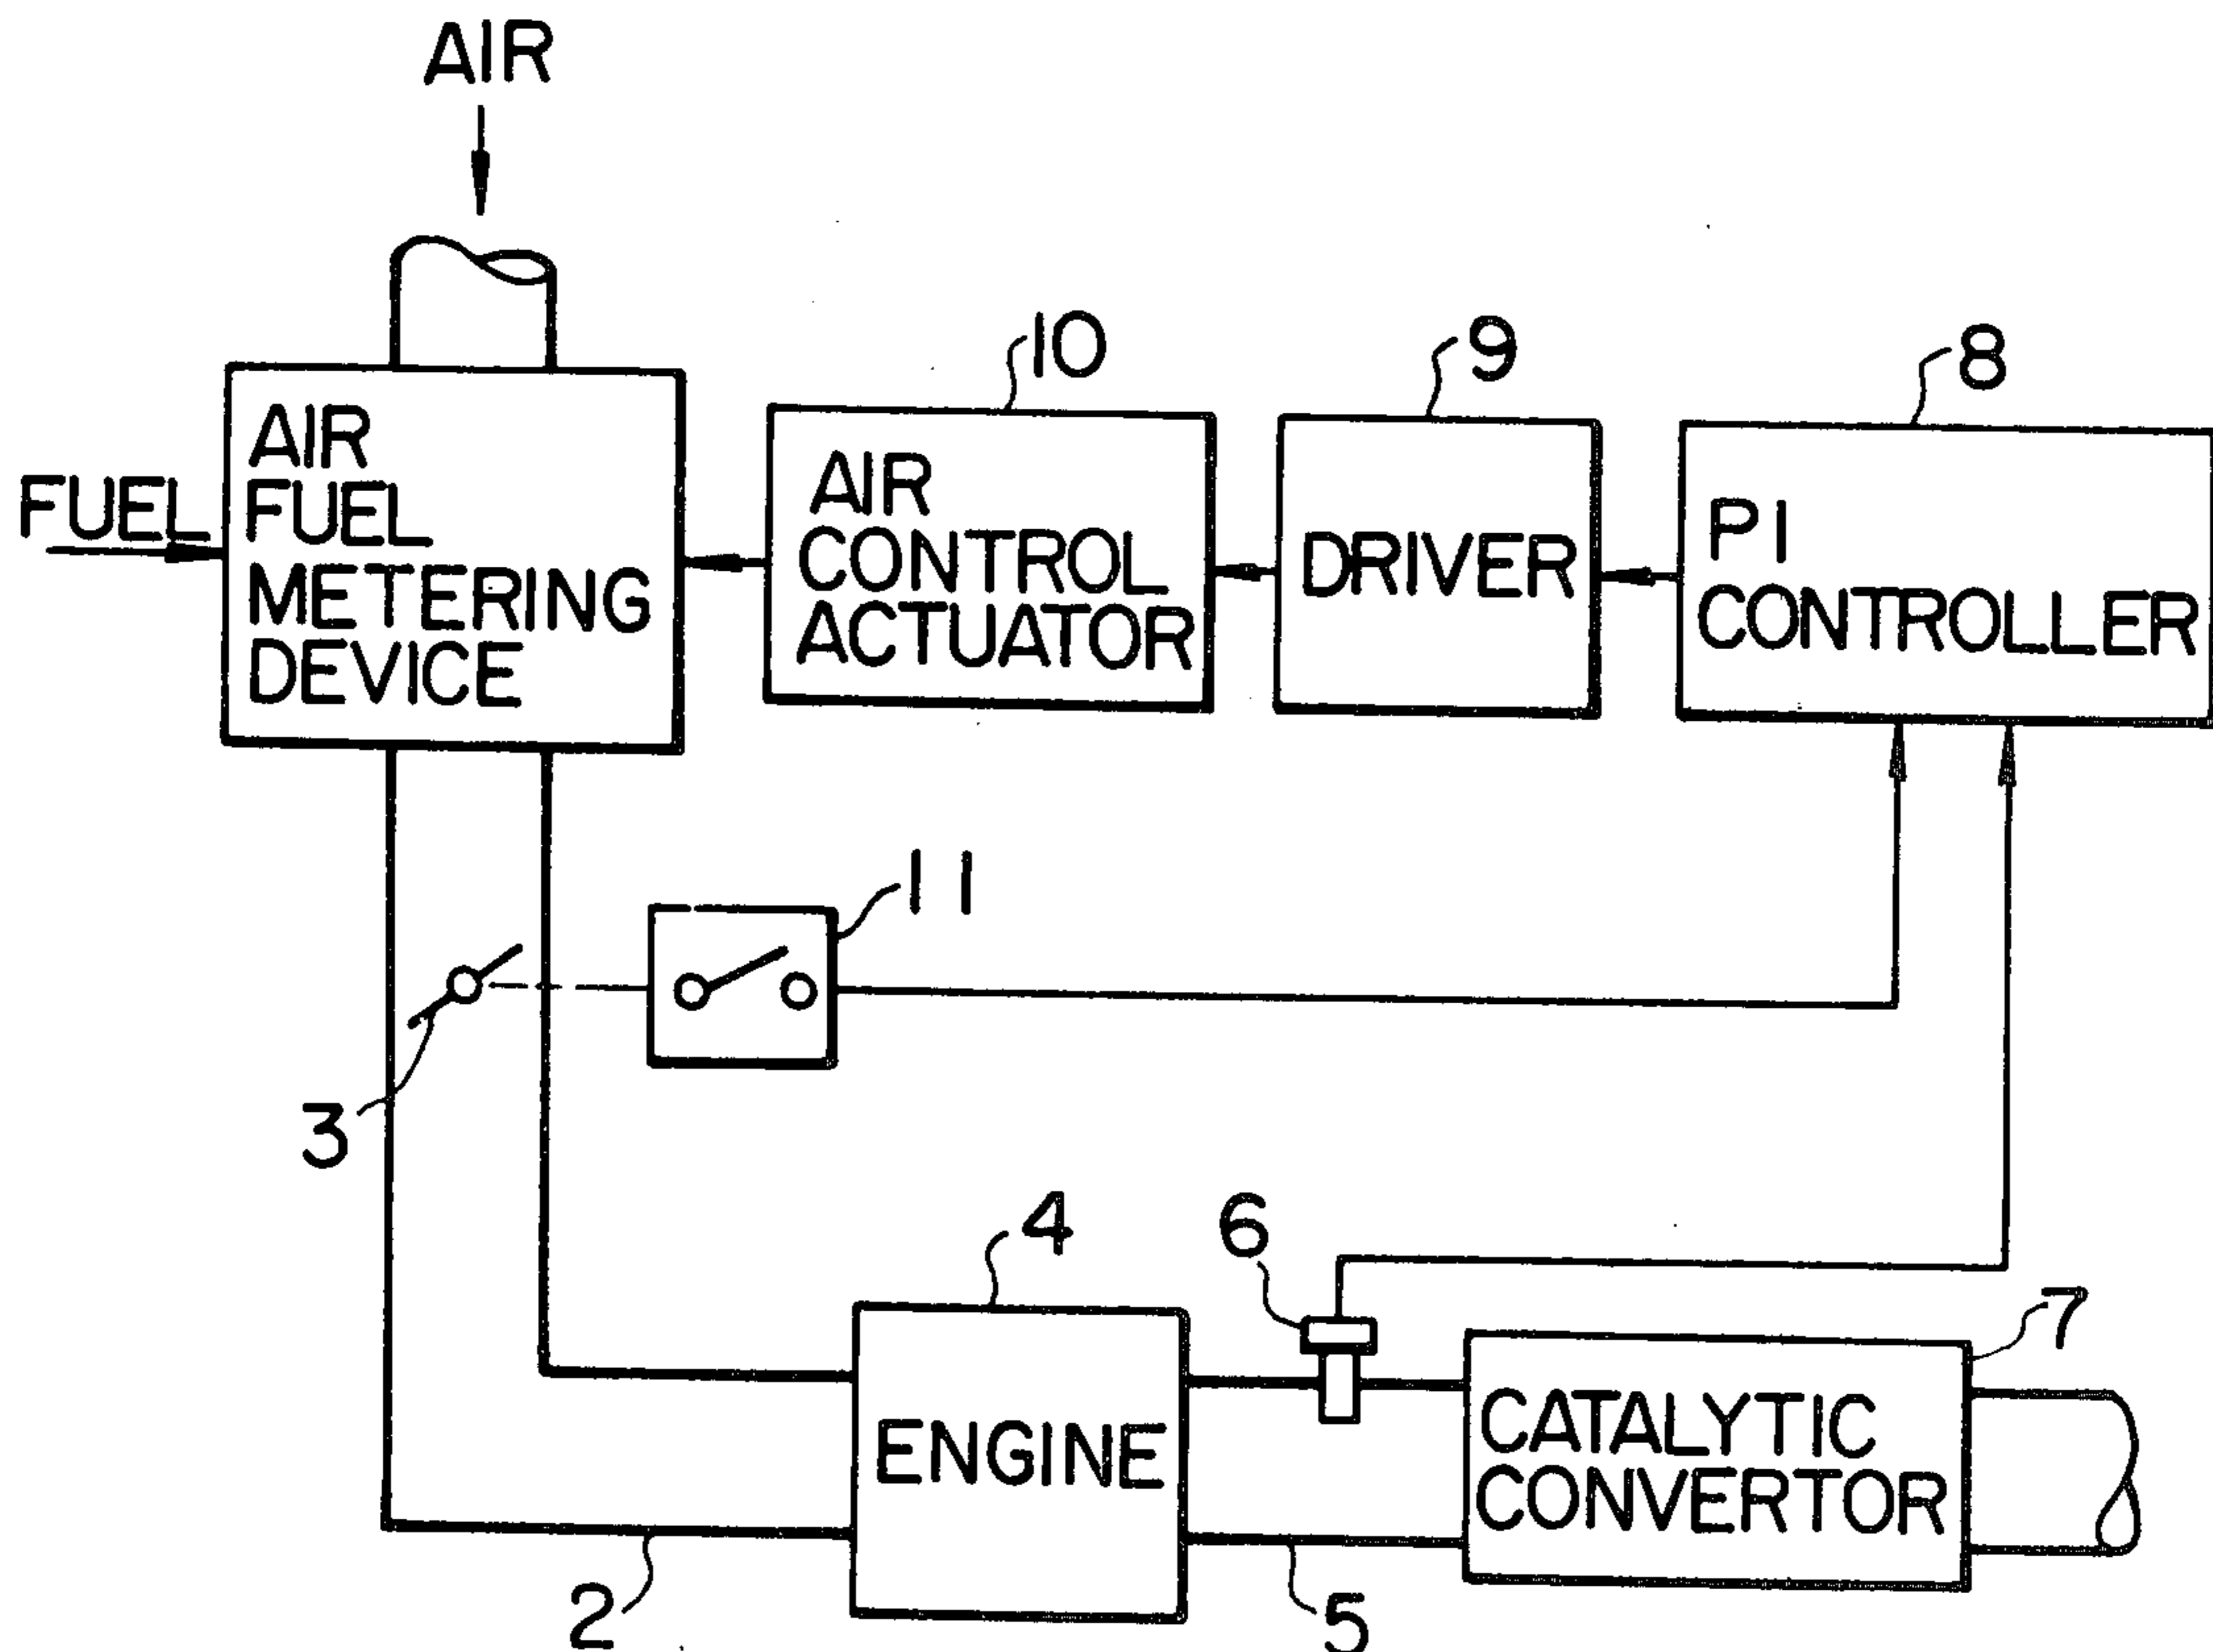 AIR
10
9
8
FUEL
AIR
FUEL
METERING
DEVICE
AIR
CONTROL
ACTUATOR
DRIVER
PI
CONTROLLER
11
3
4
6
7
ENGINE
CATALYTIC
CONVERTOR
2
5